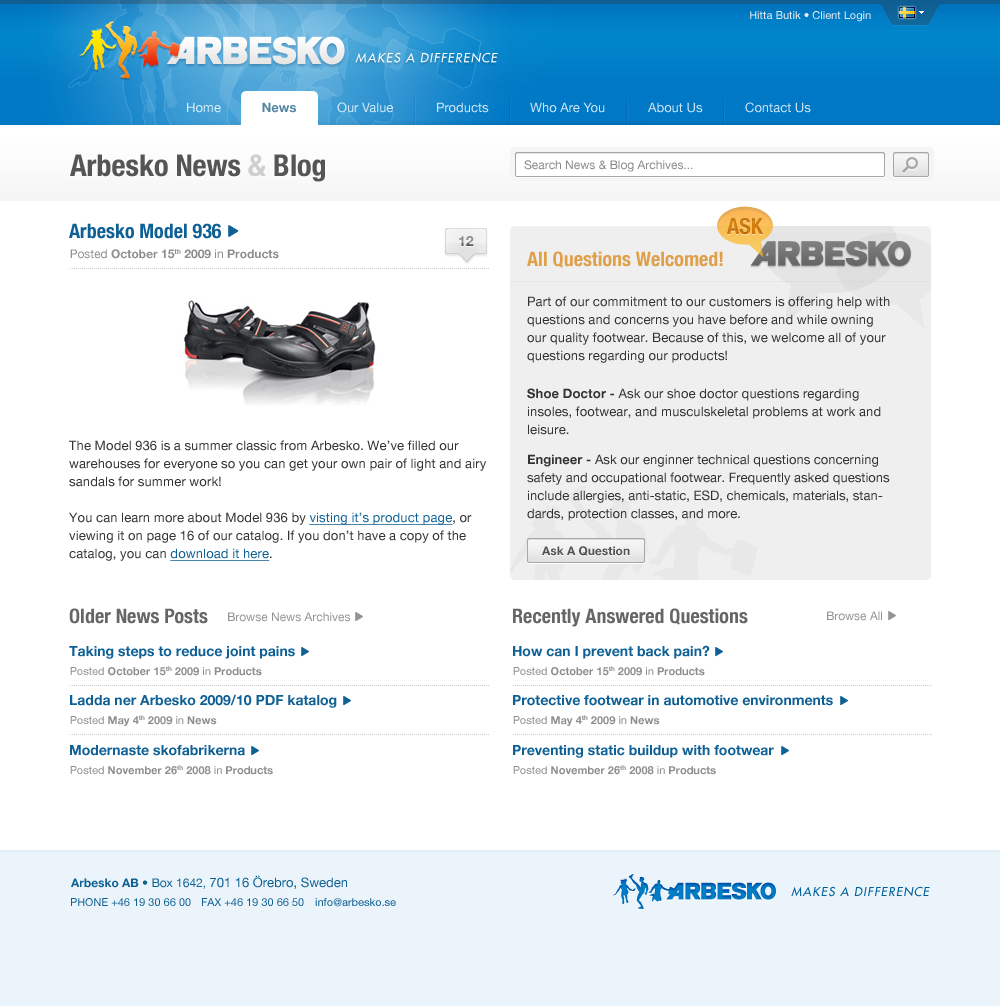 Hitta Butik • Client Login
ARBESKO MAKES A DIFFERENCE
Home News Our Value Products Who Are You About Us Contact Us
Arbesko News & Blog
Search News & Blog Archives...
Arbesko Model 936
Posted October 15th 2009 in Products
12
The Model 936 is a summer classic from Arbesko. We've filled our
warehouses for everyone so you can get your own pair of light and airy
sandals for summer work!
You can learn more about Model 936 by visting it's product page, or
viewing it on page 16 of our catalog. If you don't have a copy of the
catalog, you can download it here.
ASK
ARBESKO
All Questions Welcomed!
Part of our commitment to our customers is offering help with
questions and concerns you have before and while owning
our quality footwear. Because of this, we welcome all of your
questions regarding our products!
Shoe Doctor - Ask our shoe doctor questions regarding
insoles, footwear, and musculskeletal problems at work and
leisure.
Engineer - Ask our enginner technical questions concerning
safety and occupational footwear. Frequently asked questions
include allergies, anti-static, ESD, chemicals, materials, stan-
dards, protection classes, and more.
Ask A Question
Older News Posts Browse News Archives
Taking steps to reduce joint pains
Posted October 15th 2009 in Products
Ladda ner Arbesko 2009/10 PDF katalog
Posted May 4th 2009 in News
Modernaste skofabrikerna
Posted November 26th 2008 in Products
Recently Answered Questions Browse All
How can I prevent back pain?
Posted October 15th 2009 in Products
Protective footwear in automotive environments
Posted May 4th 2009 in News
Preventing static buildup with footwear
Posted November 26th 2008 in Products
Arbesko AB • Box 1642, 701 16 Örebro, Sweden
PHONE +46 19 30 66 00 FAX +46 19 30 66 50 info@arbesko.se
ARBESKO MAKES A DIFFERENCE